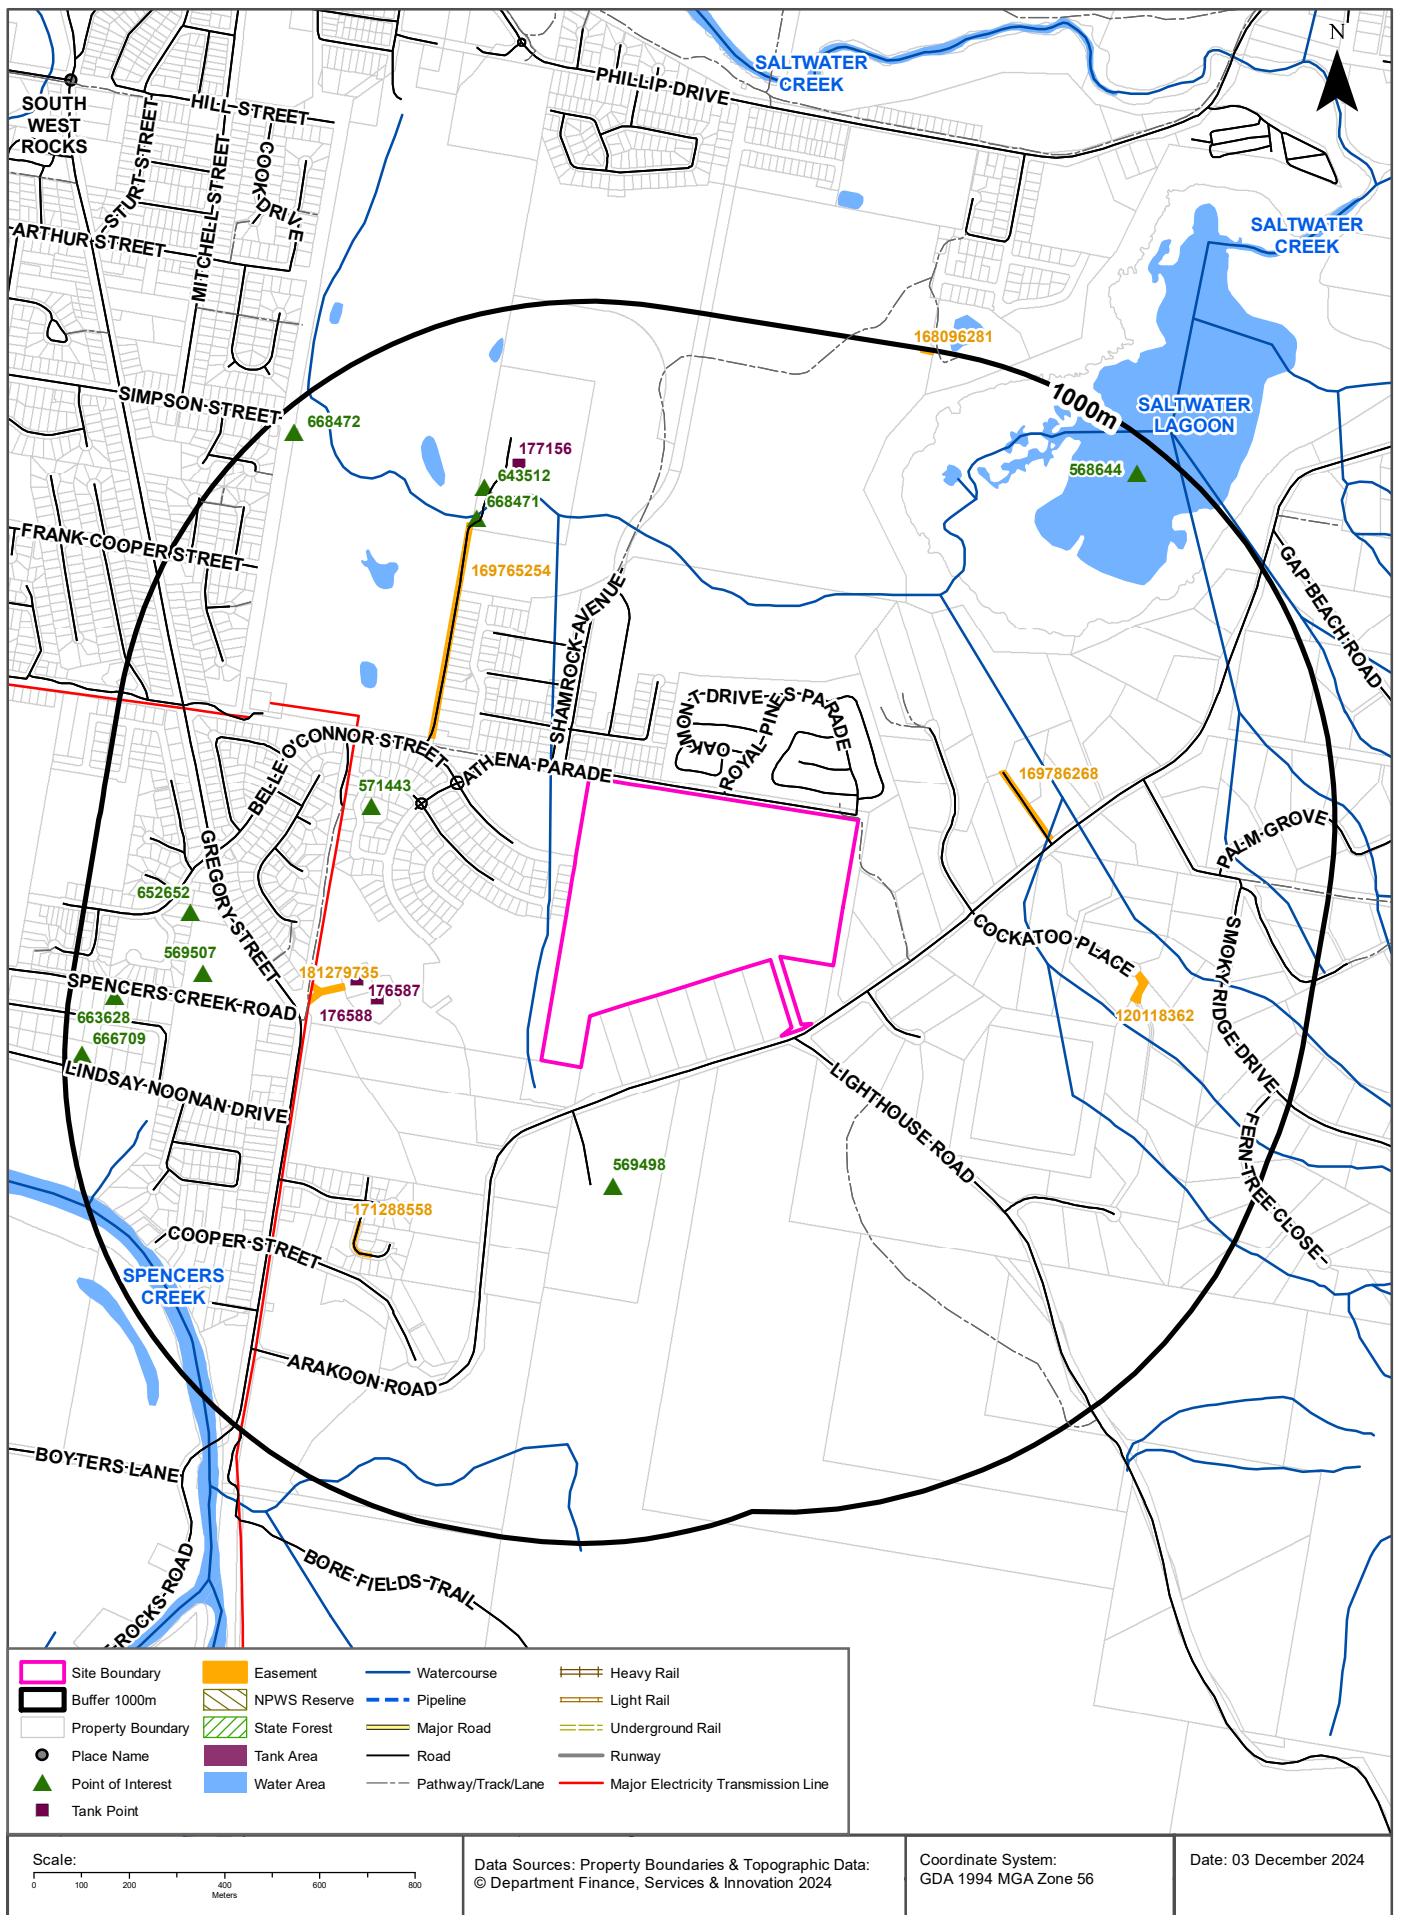 N
SALTWATER
CREEK
PHILLIP DRIVE
SOUTH
WEST
ROCKS
HILL STREET
STURT STREET
MITCHELL STREET
COOK DRIVE
ARTHUR STREET
SALTWATER
CREEK
168096281
1000m
SALTWATER
LAGOON
568644
SIMPSON STREET
668472
177156
643512
668471
FRANK COOPER STREET
169765254
GAP BEACH ROAD
SHAMROCK AVENUE
OAKMONT DRIVE
ROYAL PINES PARADE
BELLE O'CONNOR STREET
ATHENA PARADE
571443
169786268
PALM GROVE
GREGORY STREET
652652
569507
COCKATOO PLACE
SMOKY RIDGE DRIVE
SPENCERS CREEK ROAD
181279735
176587
176588
663628
666709
120118362
LINDSAY NOONAN DRIVE
LIGHTHOUSE ROAD
FERN TREE CLOSE
569498
171288558
COOPER STREET
SPENCERS
CREEK
ARAKOON ROAD
BOYTERS LANE
BORE FIELDS TRAIL
ROCKS ROAD
Site Boundary
Buffer 1000m
Property Boundary
Place Name
Point of Interest
Tank Point
Easement
NPWS Reserve
State Forest
Tank Area
Water Area
Watercourse
Pipeline
Major Road
Road
Pathway/Track/Lane
Heavy Rail
Light Rail
Underground Rail
Runway
Major Electricity Transmission Line
Scale:
0 100 200 400 600 800
Meters
Data Sources: Property Boundaries & Topographic Data:
© Department Finance, Services & Innovation 2024
Coordinate System:
GDA 1994 MGA Zone 56
Date: 03 December 2024